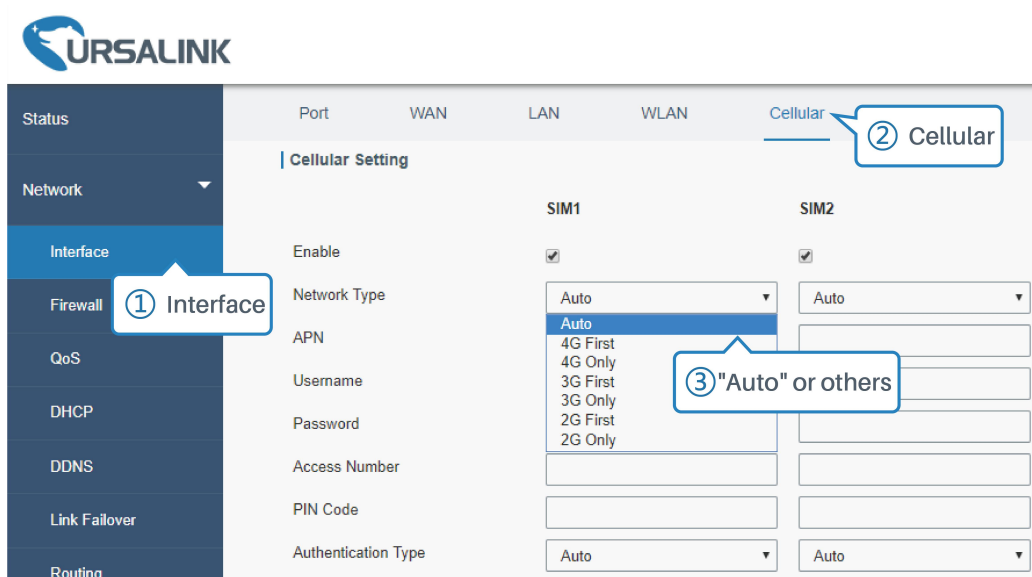 URSALINK
Status
Port WAN LAN WLAN Cellular
② Cellular
Cellular Setting
Network
SIM1 SIM2
Interface
Enable
① Interface
Firewall
Network Type Auto Auto
Auto
4G First
4G Only
3G First
3G Only
2G First
2G Only
③"Auto" or others
APN
QoS
Username
DHCP
Password
DDNS
Access Number
Link Failover
PIN Code
Authentication Type Auto Auto
Routing